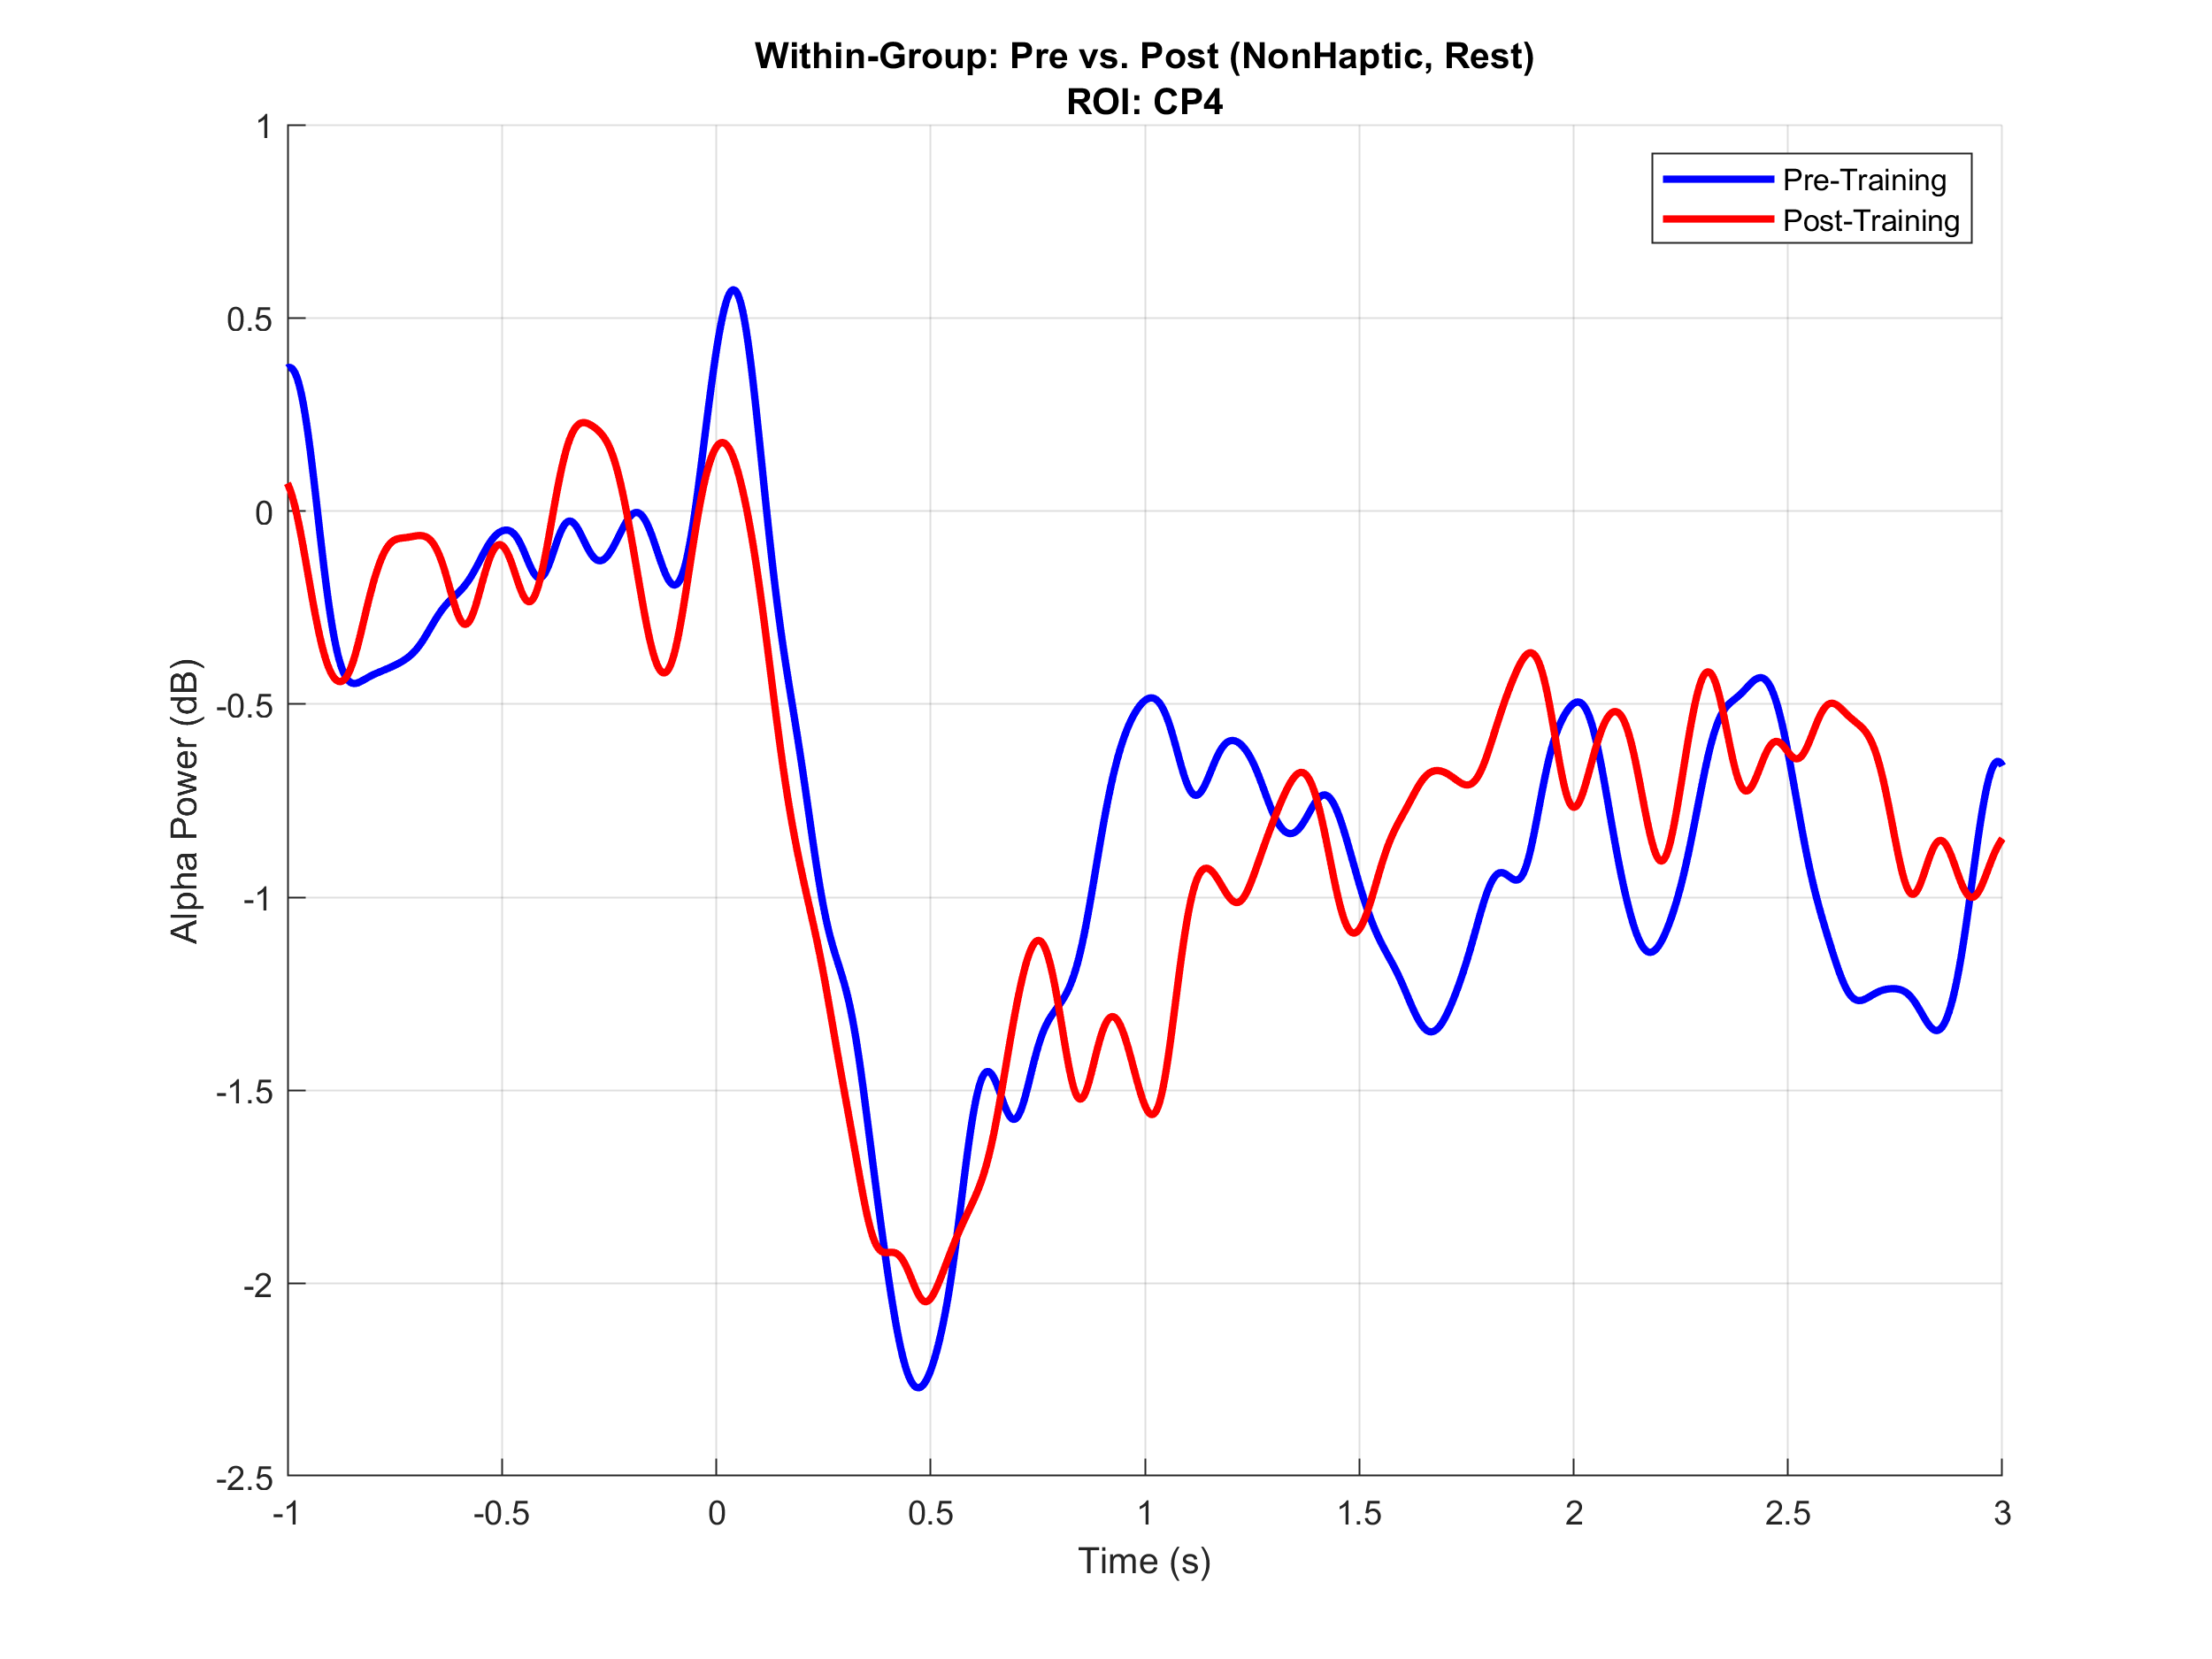 Within-Group: Pre vs. Post (NonHaptic, Rest)
ROI: CP4
Pre-Training
Post-Training
Alpha Power (dB)
1
0.5
0
-0.5
-1
-1.5
-2
-2.5
-1 -0.5 0 0.5 1 1.5 2 2.5 3
Time (s)